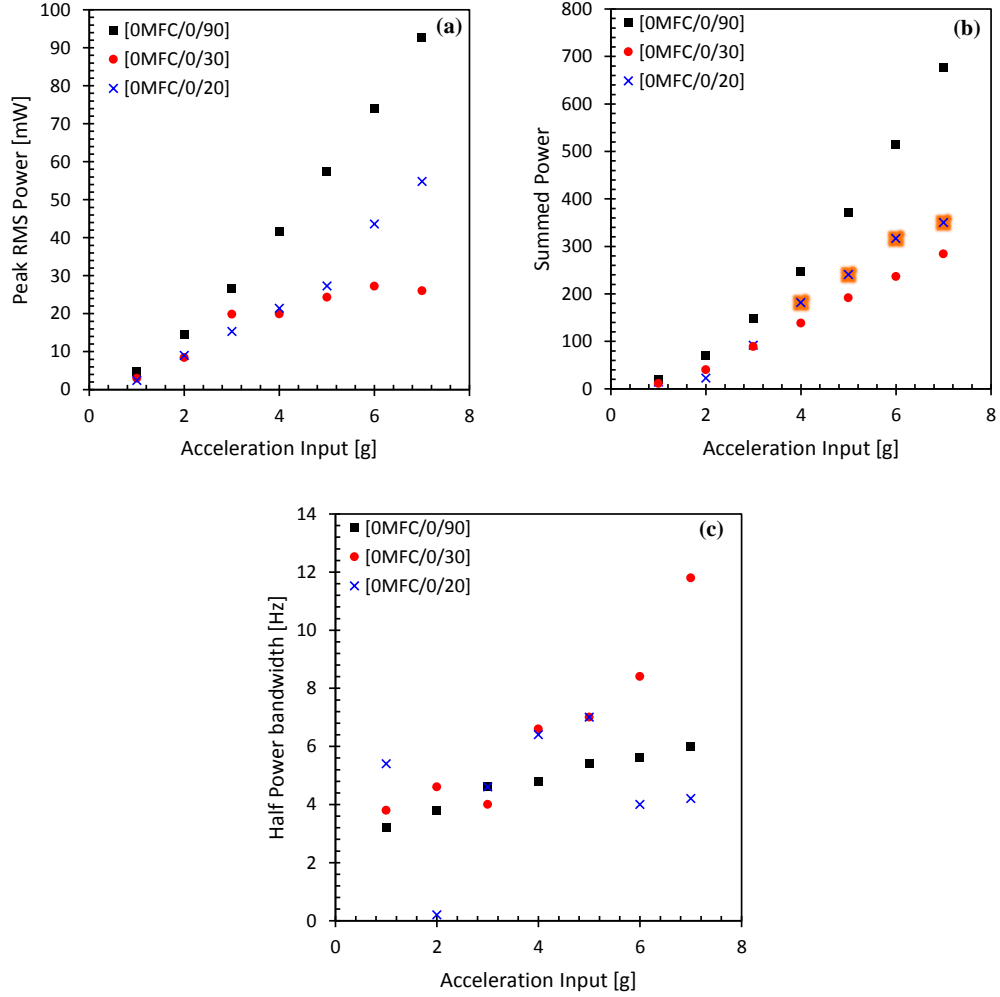 (a)
[0MFC/0/90]
[0MFC/0/30]
[0MFC/0/20]
Peak RMS Power [mW]
100
90
80
70
60
50
40
30
20
10
0
0 2 4 6 8
Acceleration Input [g]
(b)
[0MFC/0/90]
[0MFC/0/30]
[0MFC/0/20]
Summed Power
800
700
600
500
400
300
200
100
0
0 2 4 6 8
Acceleration Input [g]
(c)
[0MFC/0/90]
[0MFC/0/30]
[0MFC/0/20]
Half Power bandwidth [Hz]
14
12
10
8
6
4
2
0
0 2 4 6 8
Acceleration Input [g]